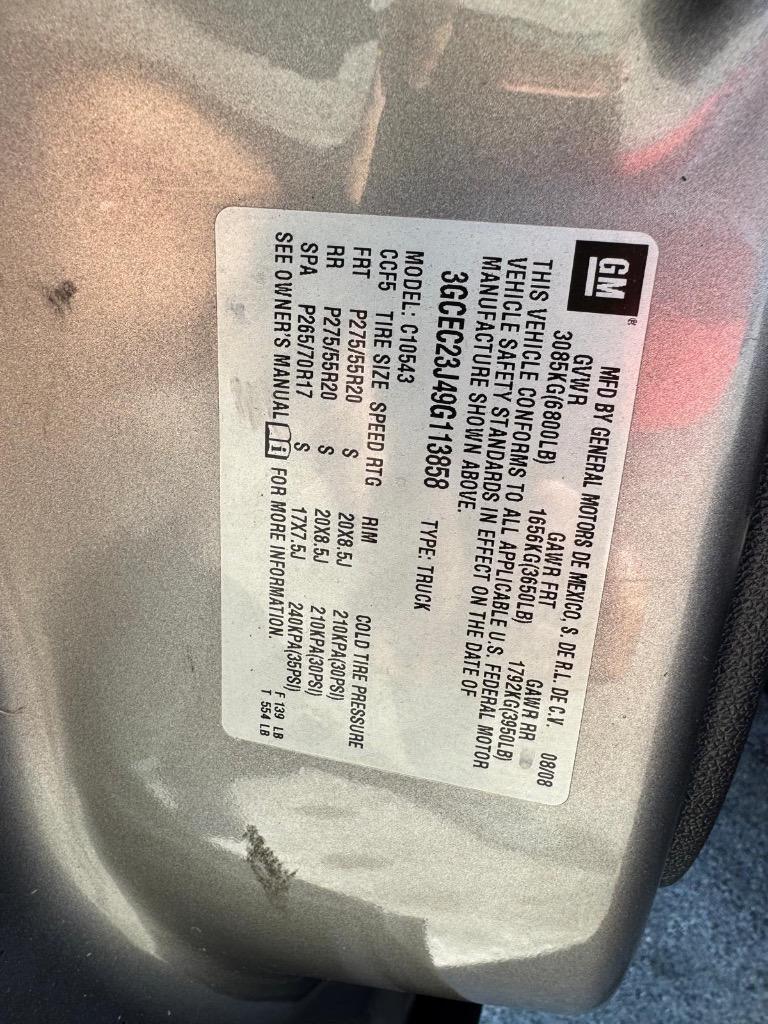 GM ®
MFD BY GENERAL MOTORS DE MEXICO, S. DE R.L. DE C.V. 08/08
GVWR GAWR FRT GAWR RR
3085KG(6800LB) 1656KG(3650LB) 1792KG(3950LB)
THIS VEHICLE CONFORMS TO ALL APPLICABLE U.S. FEDERAL MOTOR
VEHICLE SAFETY STANDARDS IN EFFECT ON THE DATE OF
MANUFACTURE SHOWN ABOVE.
3GCEC23J49G113858 TYPE: TRUCK
MODEL: C10543
CCF5 TIRE SIZE SPEED RTG RIM COLD TIRE PRESSURE
FRT P275/55R20 S 20X8.5J 210KPA(30PSI)
RR P275/55R20 S 20X8.5J 210KPA(30PSI)
SPA P265/70R17 S 17X7.5J 240KPA(35PSI)
SEE OWNER'S MANUAL i FOR MORE INFORMATION.
F 139 LB
T 554 LB